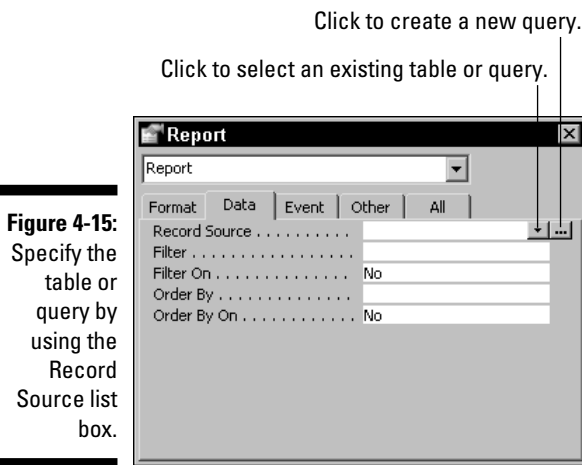 Click to create a new query.
Click to select an existing table or query.
Report
Report
Format Data Event Other All
Record Source . . . . . . . . . .
Filter . . . . . . . . . . . . . . . . .
Filter On . . . . . . . . . . . . . . No
Order By . . . . . . . . . . . . . .
Order By On . . . . . . . . . . . . No
Figure 4-15:
Specify the
table or
query by
using the
Record
Source list
box.